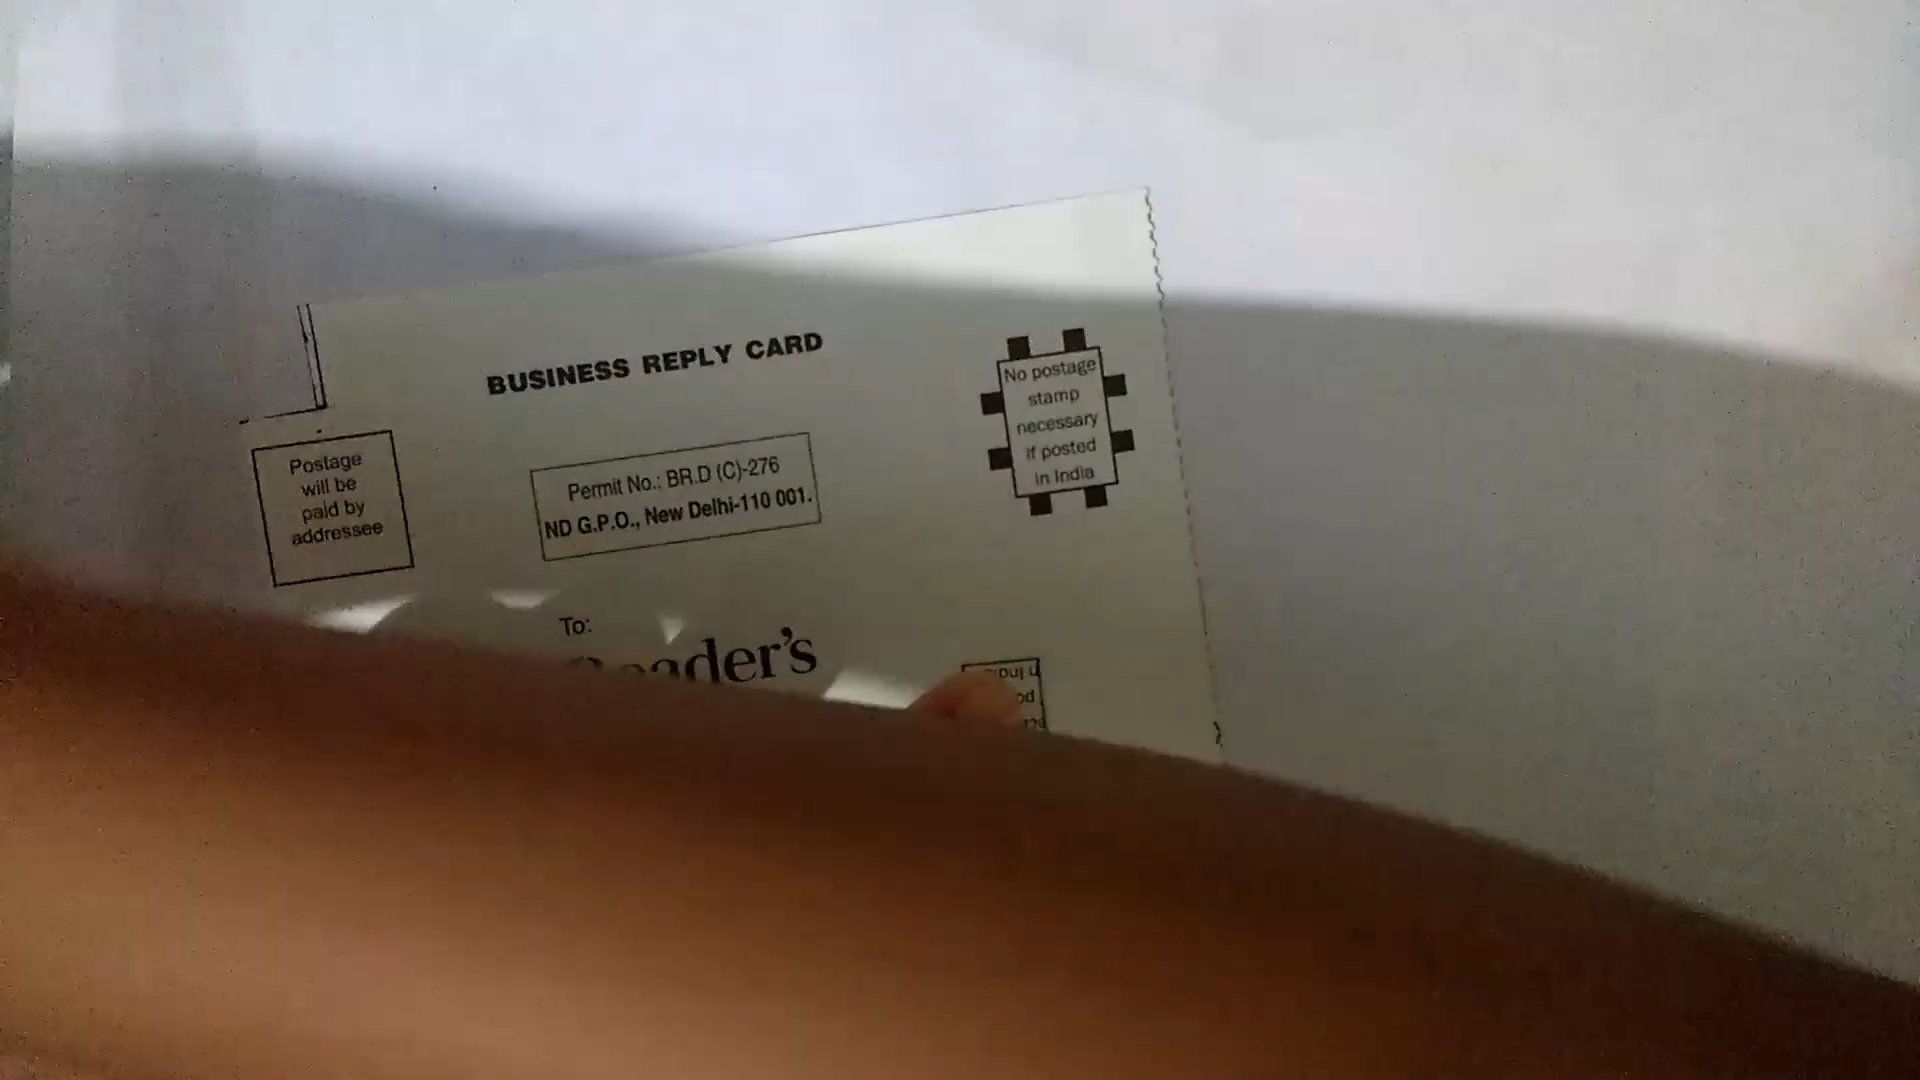 BUSINESS REPLY CARD
No postage
stamp
necessary
if posted
in India
Postage
will be
paid by
addressee
Permit No.: BR.D (C)-276
ND G.P.O., New Delhi-110 001.
To: